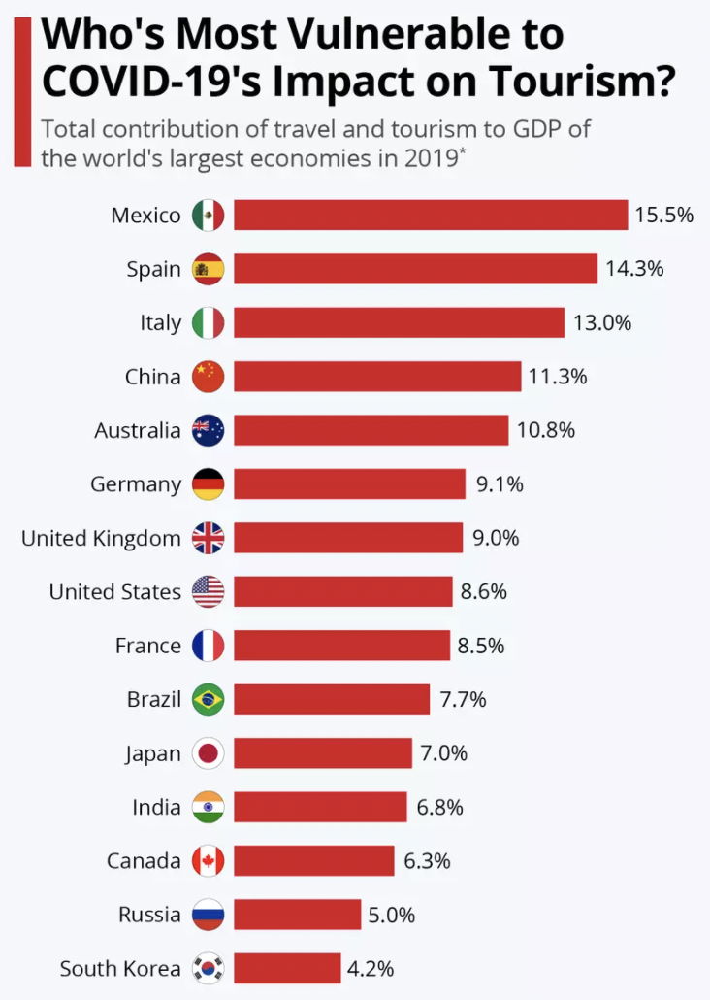 Who's Most Vulnerable to
COVID-19's Impact on Tourism?
Total contribution of travel and tourism to GDP of
the world's largest economies in 2019*
Mexico 15.5%
Spain 14.3%
Italy 13.0%
China 11.3%
Australia 10.8%
Germany 9.1%
United Kingdom 9.0%
United States 8.6%
France 8.5%
Brazil 7.7%
Japan 7.0%
India 6.8%
Canada 6.3%
Russia 5.0%
South Korea 4.2%